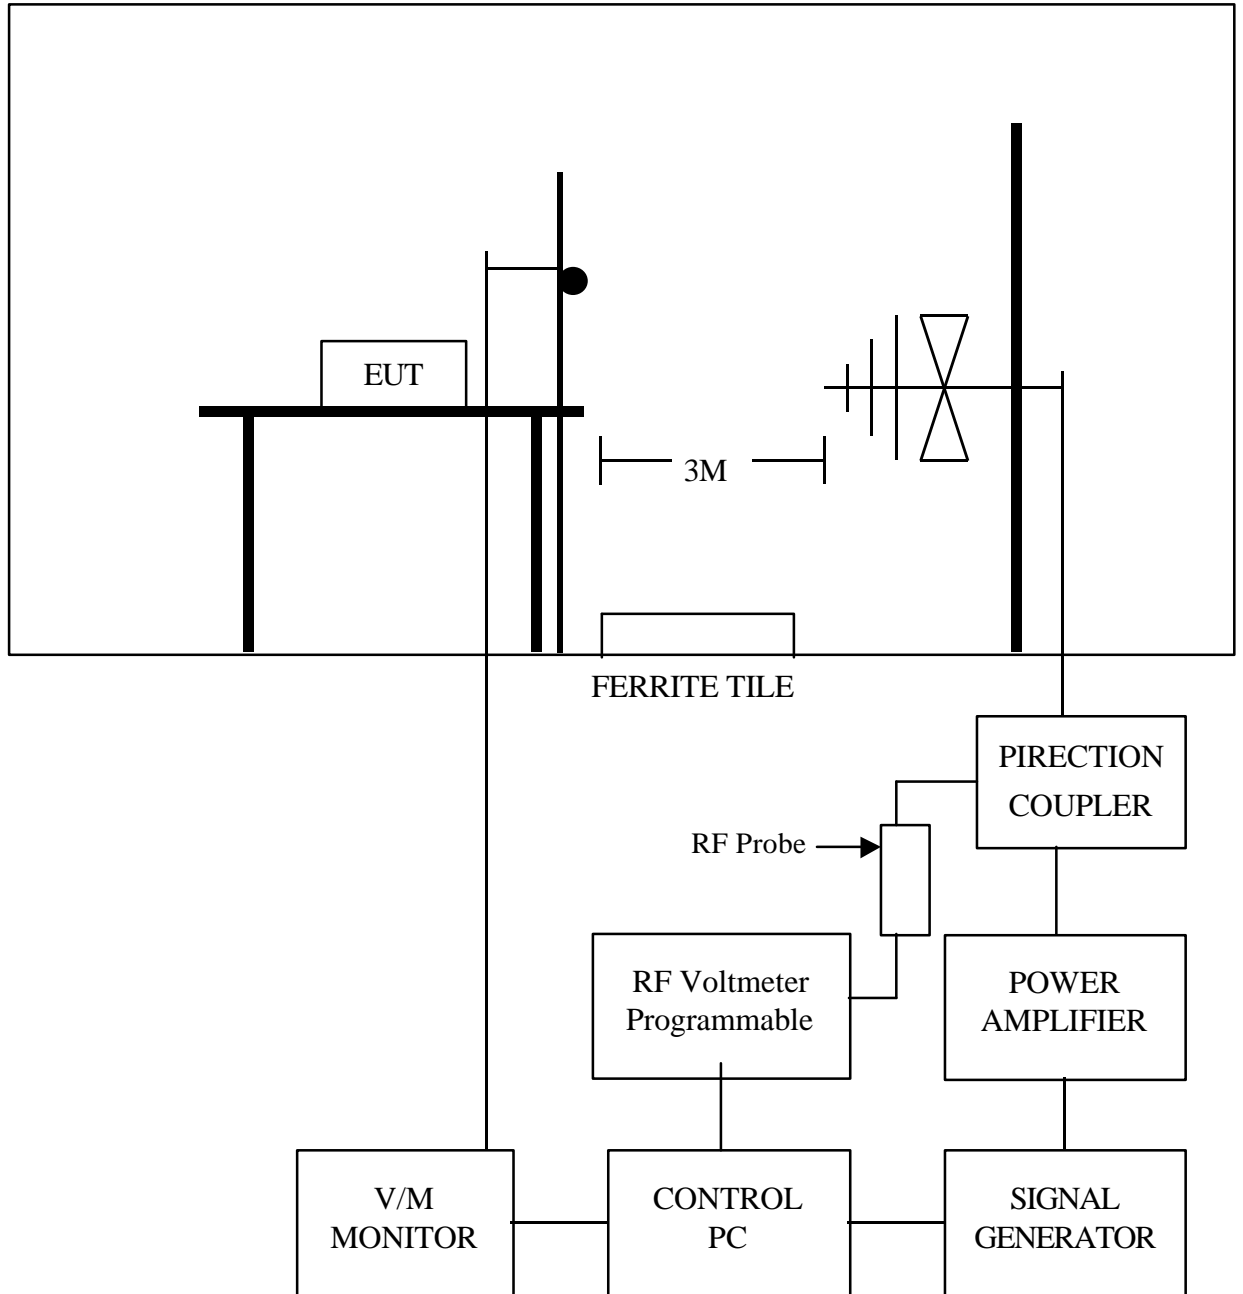 EUT
3M
FERRITE TILE
PIRECTION
COUPLER
RF Probe
RF Voltmeter
Programmable
POWER
AMPLIFIER
V/M
MONITOR
CONTROL
PC
SIGNAL
GENERATOR